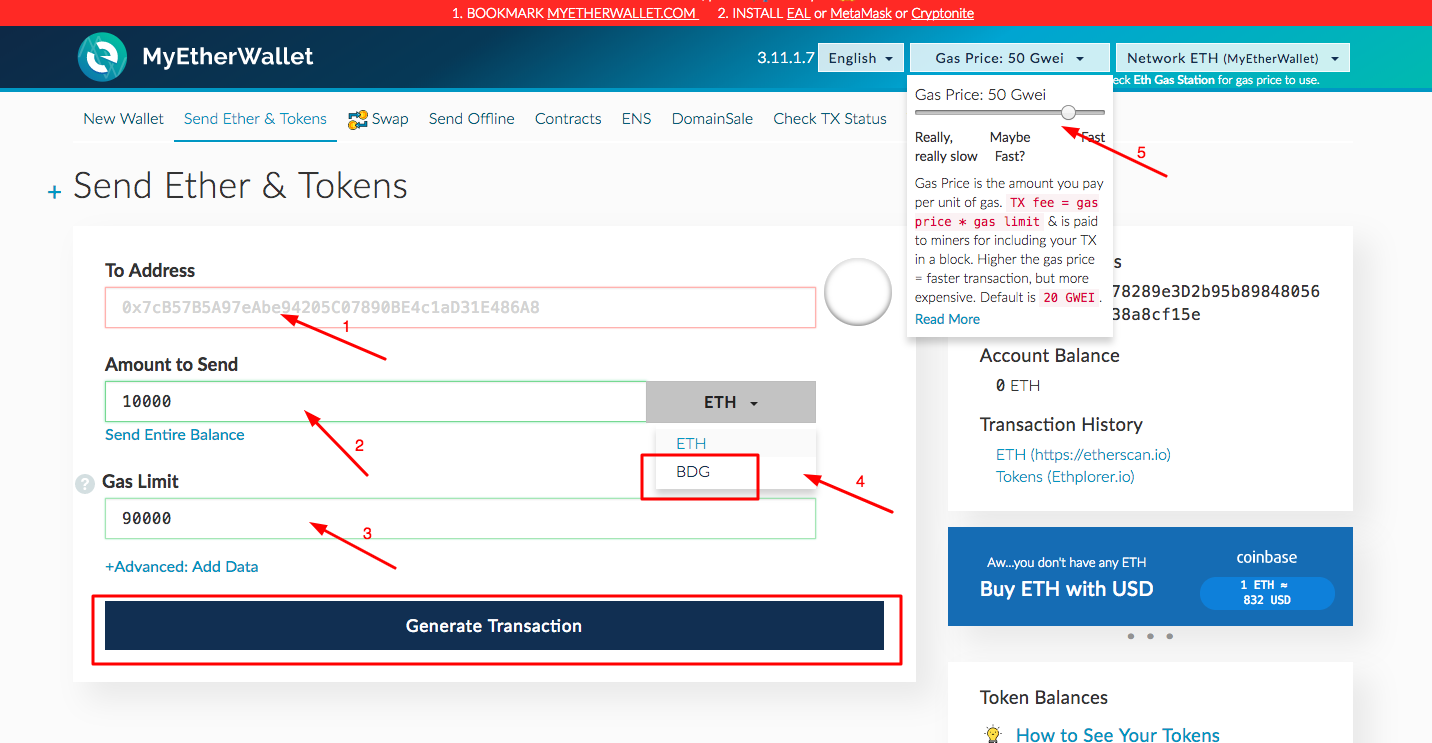 1. BOOKMARK MYETHERWALLET.COM 2. INSTALL EAL or MetaMask or Cryptonite
MyEtherWallet
3.11.1.7 English Gas Price: 50 Gwei Network ETH (MyEtherWallet)
Eth Gas Station for gas price to use.
Gas Price: 50 Gwei
New Wallet Send Ether & Tokens Swap Send Offline Contracts ENS DomainSale Check TX Status
Really, really slow
Maybe Fast?
Fast
5
Gas Price is the amount you pay
per unit of gas. TX fee = gas
price * gas limit & is paid
to miners for including your TX
in a block. Higher the gas price
= faster transaction, but more
expensive. Default is 20 GWEI.
Read More
+ Send Ether & Tokens
To Address
0x7cB57B5A97eAbe94205C07890BE4c1aD31E486A8
1
Amount to Send
10000 ETH
2
Send Entire Balance
ETH
BDG
4
? Gas Limit
90000
3
+Advanced: Add Data
Generate Transaction
78289e3D2b95b89848056
38a8cf15e
Account Balance
0 ETH
Transaction History
ETH (https://etherscan.io)
Tokens (Ethplorer.io)
Aw...you don't have any ETH
Buy ETH with USD
coinbase
1 ETH ≈
832 USD
Token Balances
How to See Your Tokens